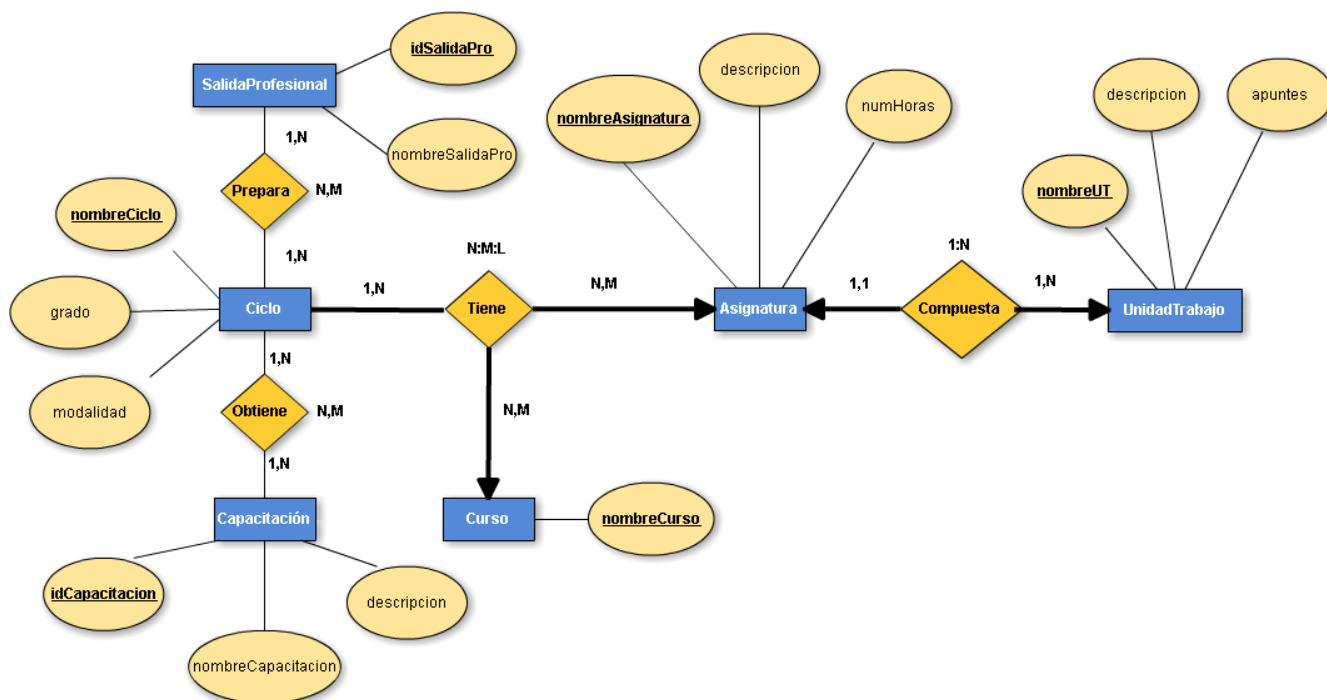 idSalidaPro
SalidaProfesional
nombreSalidaPro
1,N
Prepara
N,M
1,N
nombreCiclo
grado
modalidad
Ciclo
1,N
N:M:L
Tiene
N,M
nombreAsignatura
descripcion
numHoras
Asignatura
1,1
1:N
Compuesta
1,N
nombreUT
descripcion
apuntes
UnidadTrabajo
1,N
Obtiene
N,M
1,N
N,M
Capacitación
Curso
nombreCurso
idCapacitacion
descripcion
nombreCapacitacion